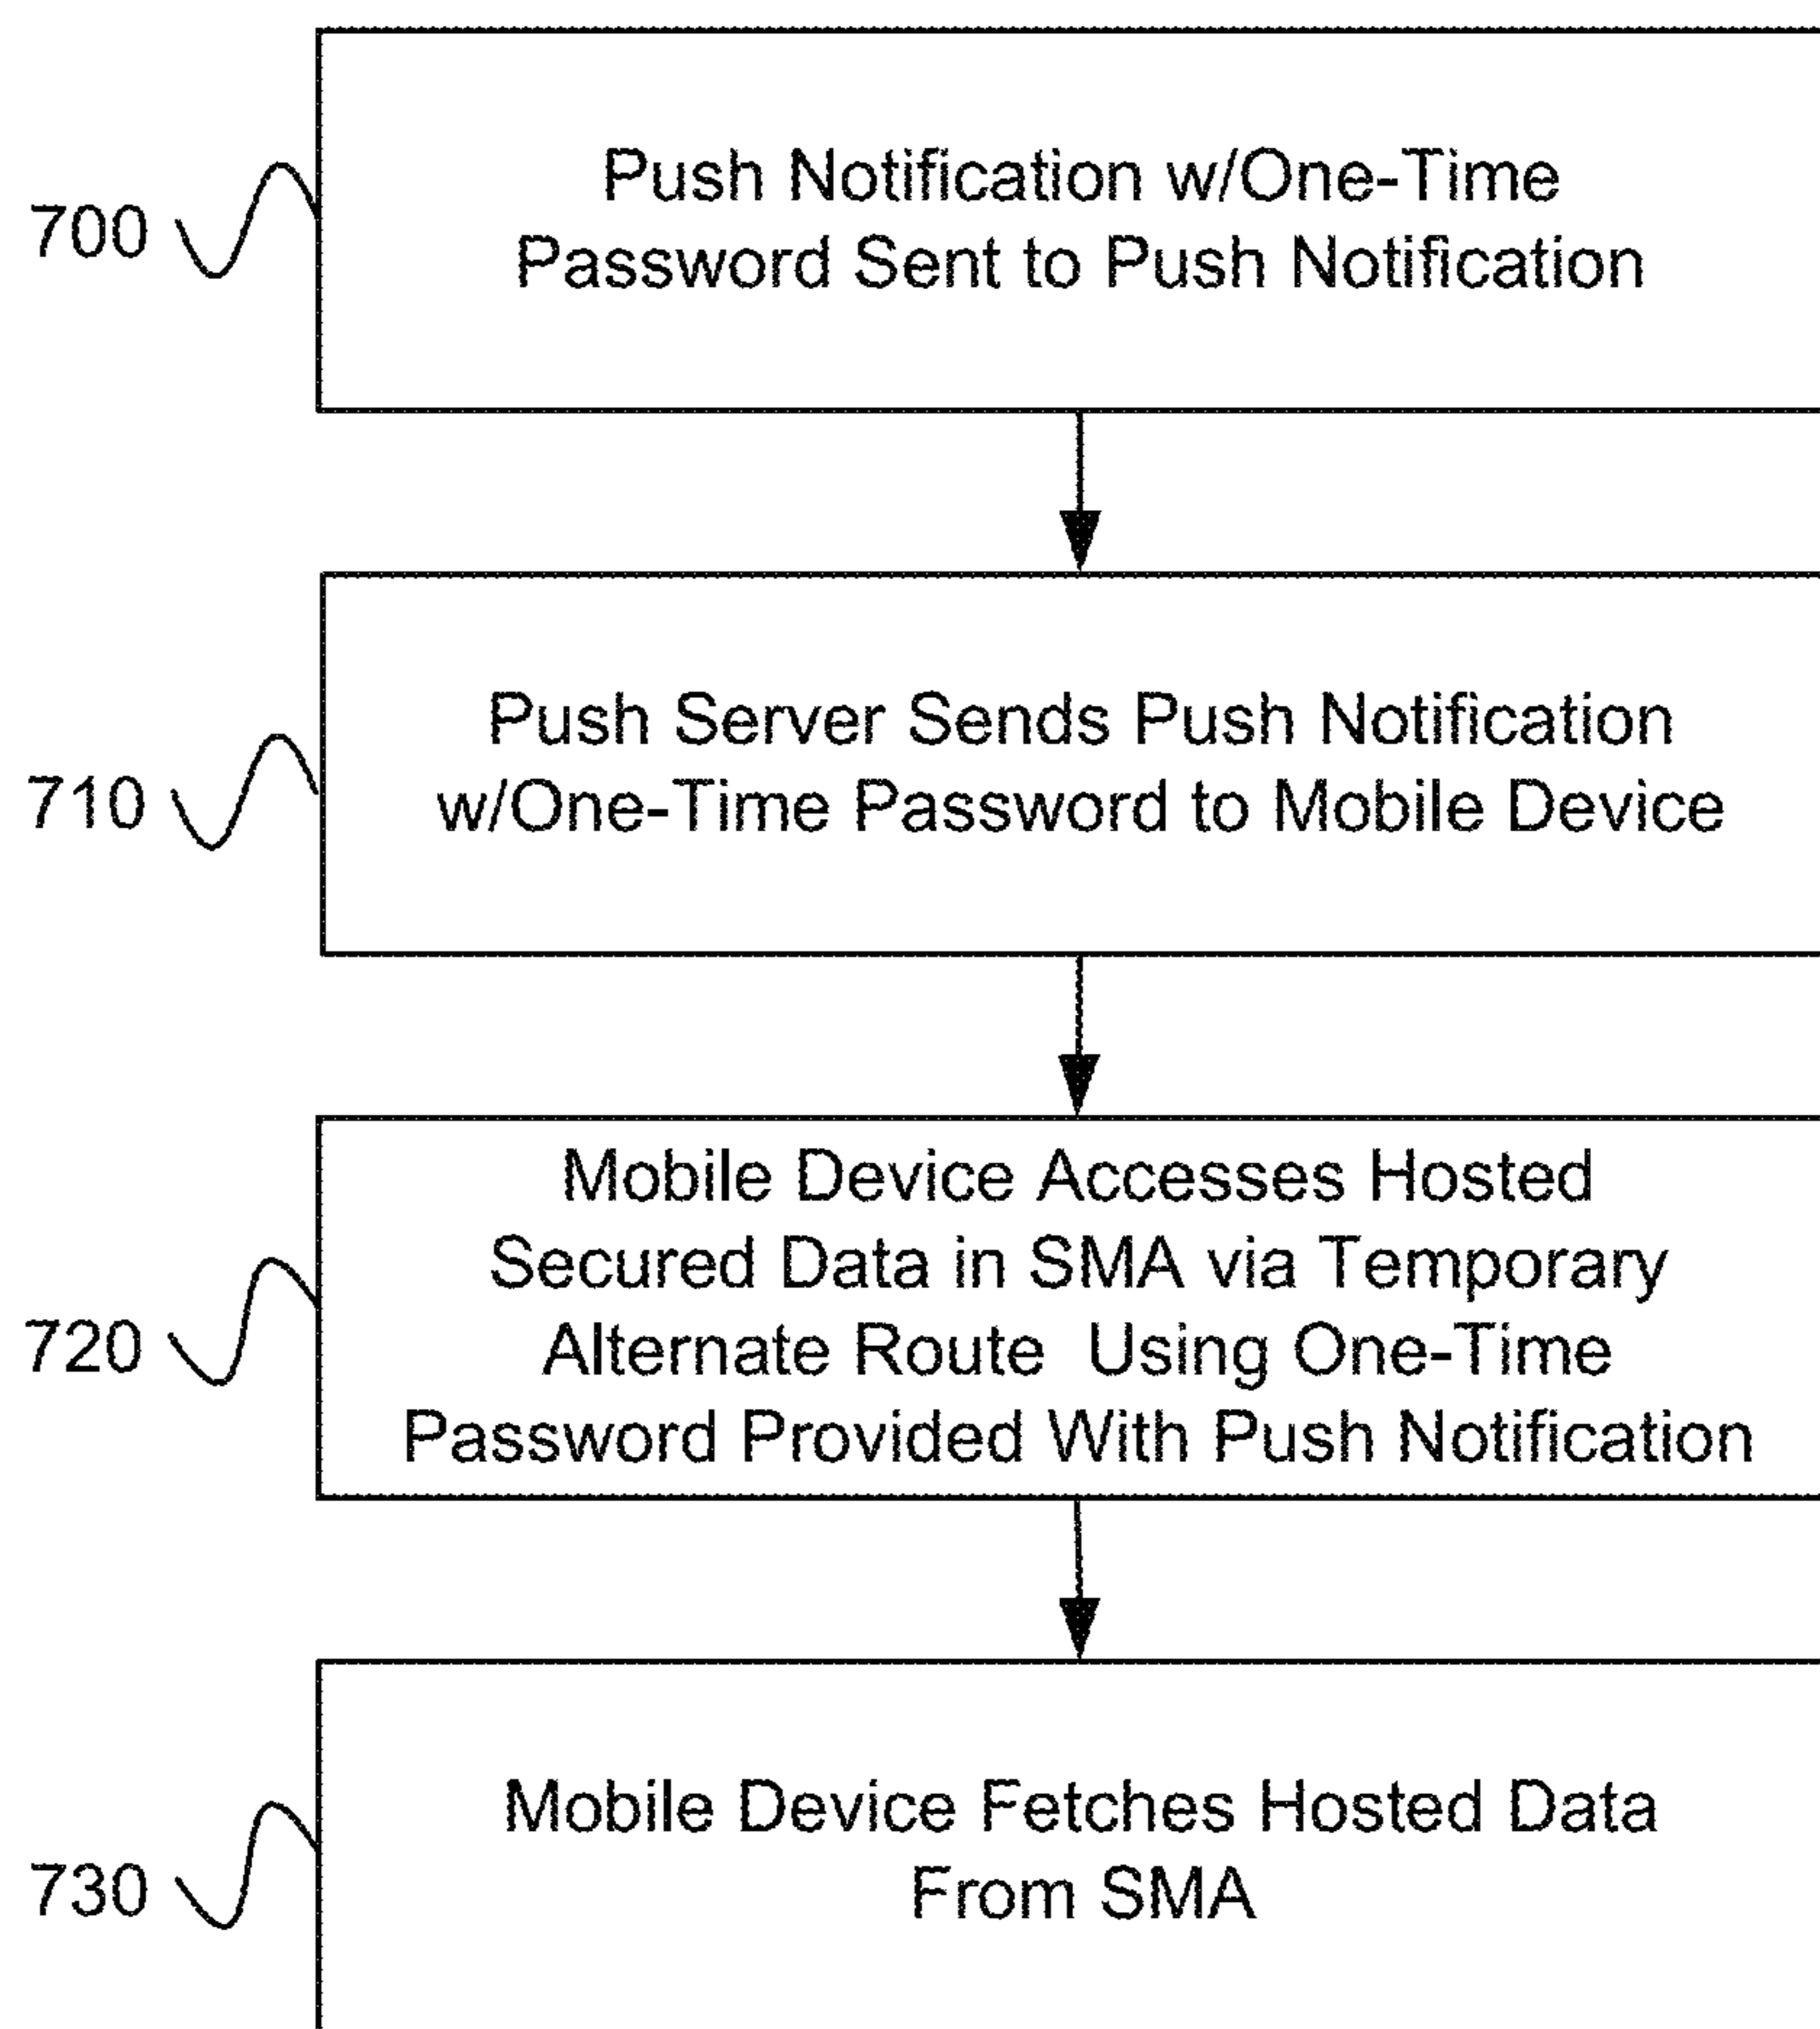 Push Notification w/One-Time
Password Sent to Push Notification
700
Push Server Sends Push Notification
w/One-Time Password to Mobile Device
710
Mobile Device Accesses Hosted
Secured Data in SMA via Temporary
Alternate Route Using One-Time
Password Provided With Push Notification
720
Mobile Device Fetches Hosted Data
From SMA
730